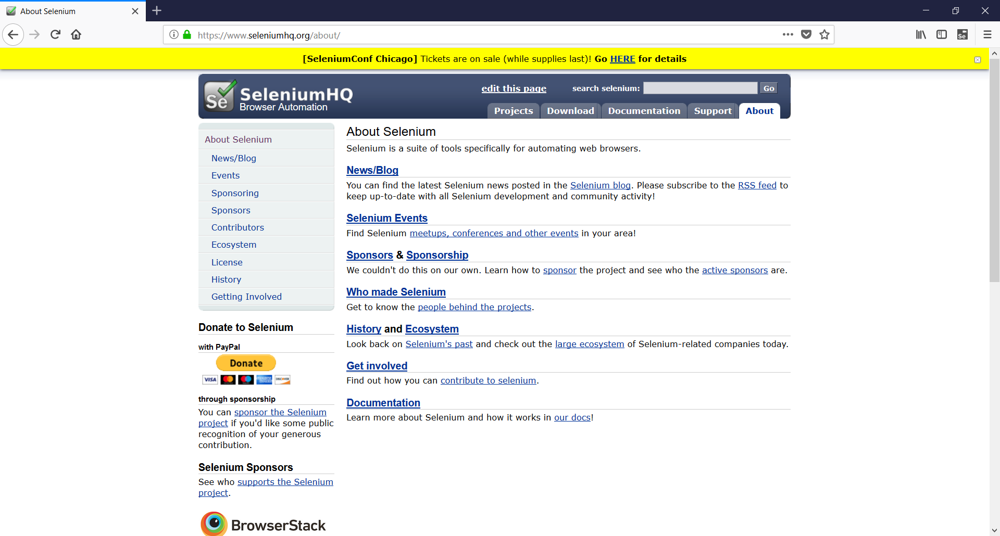 About Selenium
https://www.seleniumhq.org/about/
Se
[SeleniumConf Chicago] Tickets are on sale (while supplies last)! Go HERE for details
Se
SeleniumHQ
Browser Automation
edit this page
search selenium:
Go
Projects
Download
Documentation
Support
About
About Selenium
News/Blog
Events
Sponsoring
Sponsors
Contributors
Ecosystem
License
History
Getting Involved
Donate to Selenium
with PayPal
Donate
VISA
DISCOVER
through sponsorship
You can sponsor the Selenium
project if you'd like some public
recognition of your generous
contribution.
Selenium Sponsors
See who supports the Selenium
project.
BrowserStack
About Selenium
Selenium is a suite of tools specifically for automating web browsers.
News/Blog
You can find the latest Selenium news posted in the Selenium blog. Please subscribe to the RSS feed to
keep up-to-date with all Selenium development and community activity!
Selenium Events
Find Selenium meetups, conferences and other events in your area!
Sponsors & Sponsorship
We couldn't do this on our own. Learn how to sponsor the project and see who the active sponsors are.
Who made Selenium
Get to know the people behind the projects.
History and Ecosystem
Look back on Selenium's past and check out the large ecosystem of Selenium-related companies today.
Get involved
Find out how you can contribute to selenium.
Documentation
Learn more about Selenium and how it works in our docs!